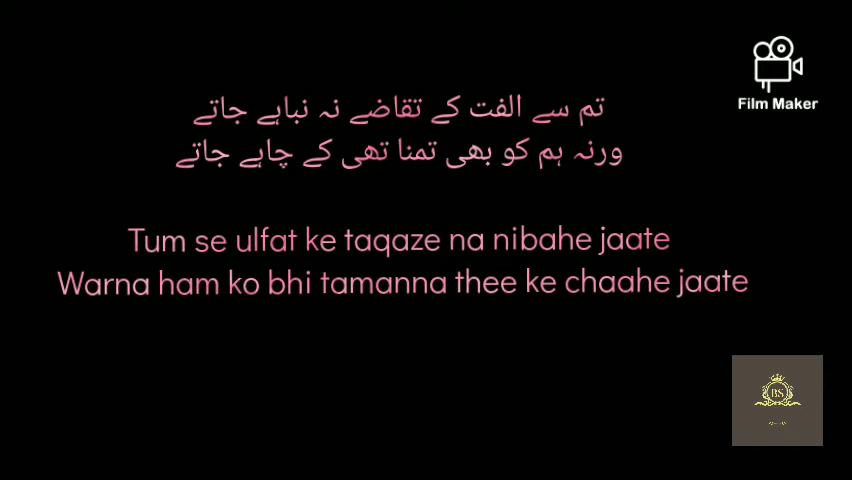 Film Maker
تم سے الفت کے تقاضے نہ نباہے جاتے
ورنہ ہم کو بھی تمنا تھی کے چاہے جاتے
Tum se ulfat ke taqaze na nibahe jaate
Warna ham ko bhi tamanna thee ke chaahe jaate
BS